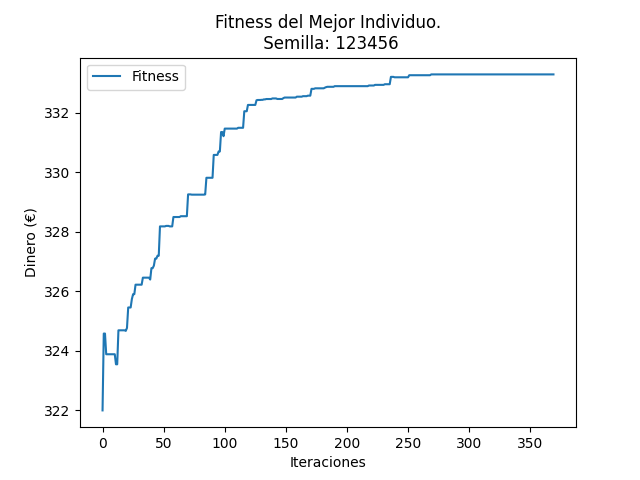 Fitness del Mejor Individuo.
Semilla: 123456
Fitness
332
330
328
326
324
322
Dinero (€)
0 50 100 150 200 250 300 350
Iteraciones